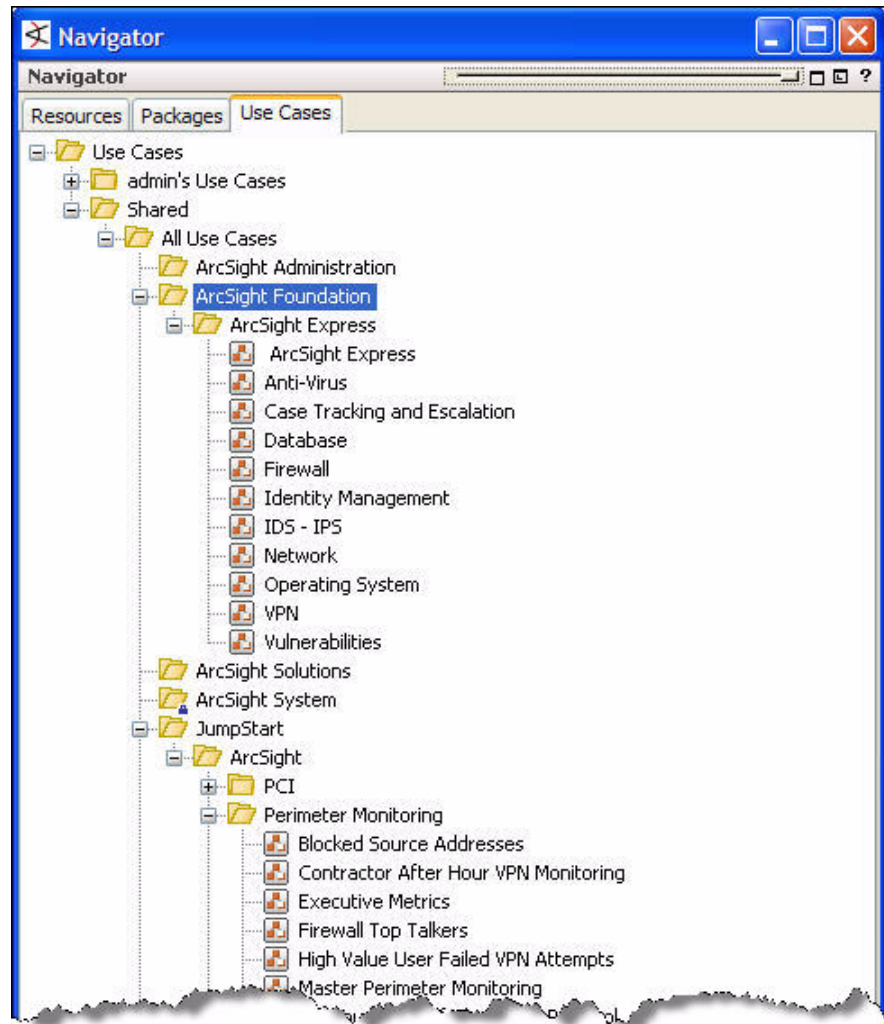 Navigator
Navigator ?
Resources Packages Use Cases
Use Cases
admin's Use Cases
Shared
All Use Cases
ArcSight Administration
ArcSight Foundation
ArcSight Express
ArcSight Express
Anti-Virus
Case Tracking and Escalation
Database
Firewall
Identity Management
IDS - IPS
Network
Operating System
VPN
Vulnerabilities
ArcSight Solutions
ArcSight System
JumpStart
ArcSight
PCI
Perimeter Monitoring
Blocked Source Addresses
Contractor After Hour VPN Monitoring
Executive Metrics
Firewall Top Talkers
High Value User Failed VPN Attempts
Master Perimeter Monitoring